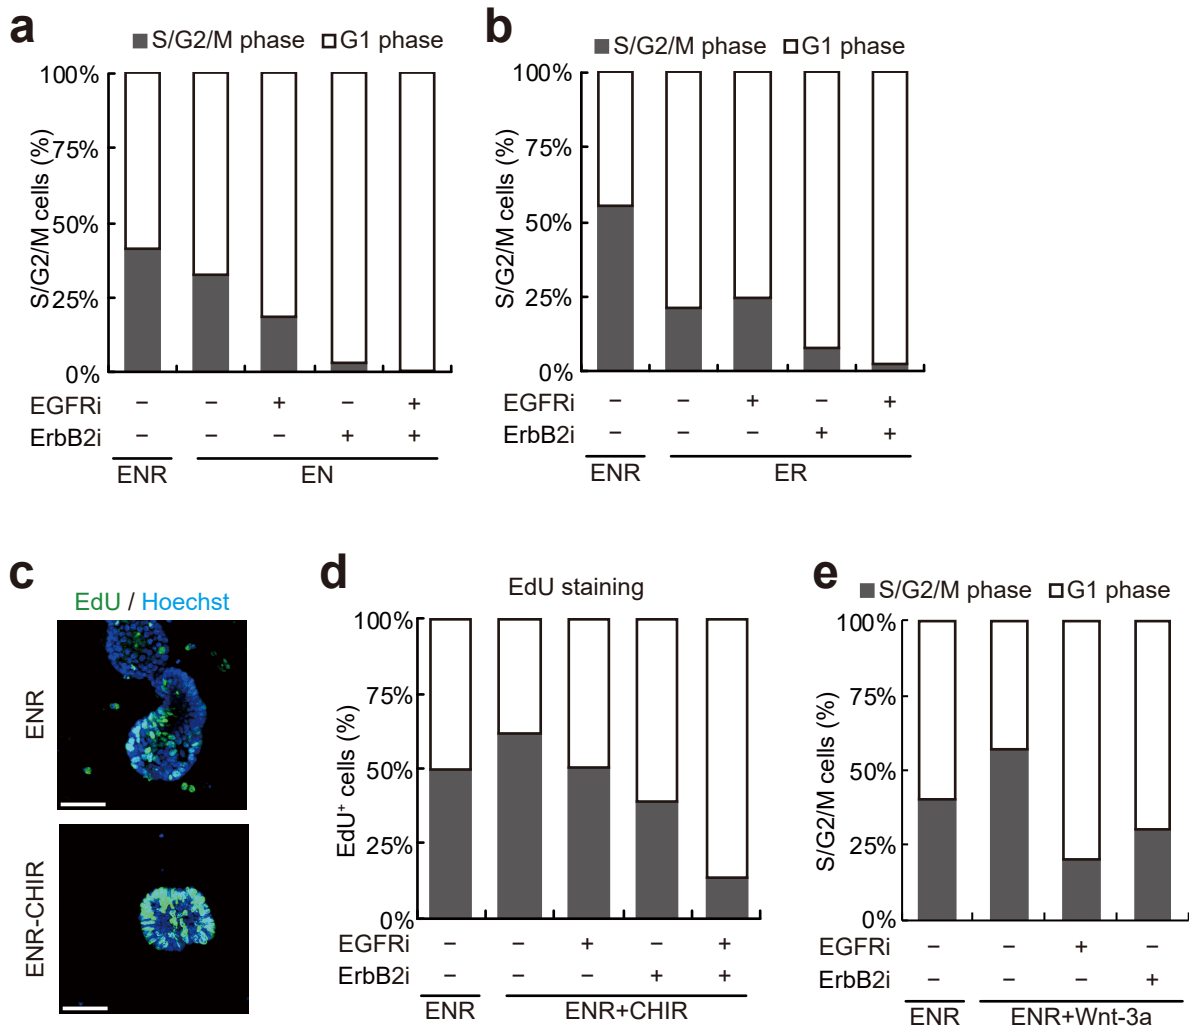 a
S/G2/M phase G1 phase
S/G2/M cells (%)
100%
75%
50%
25%
0%
EGFRi − − + − +
ErbB2i − − − + +
ENR EN
b
S/G2/M phase G1 phase
S/G2/M cells (%)
100%
75%
50%
25%
0%
EGFRi − − + − +
ErbB2i − − − + +
ENR ER
c
EdU / Hoechst
ENR
ENR-CHIR
d
EdU staining
EdU⁺ cells (%)
100%
75%
50%
25%
0%
EGFRi − − + − +
ErbB2i − − − + +
ENR ENR+CHIR
e
S/G2/M phase G1 phase
S/G2/M cells (%)
100%
75%
50%
25%
0%
EGFRi − − + −
ErbB2i − − − +
ENR ENR+Wnt-3a